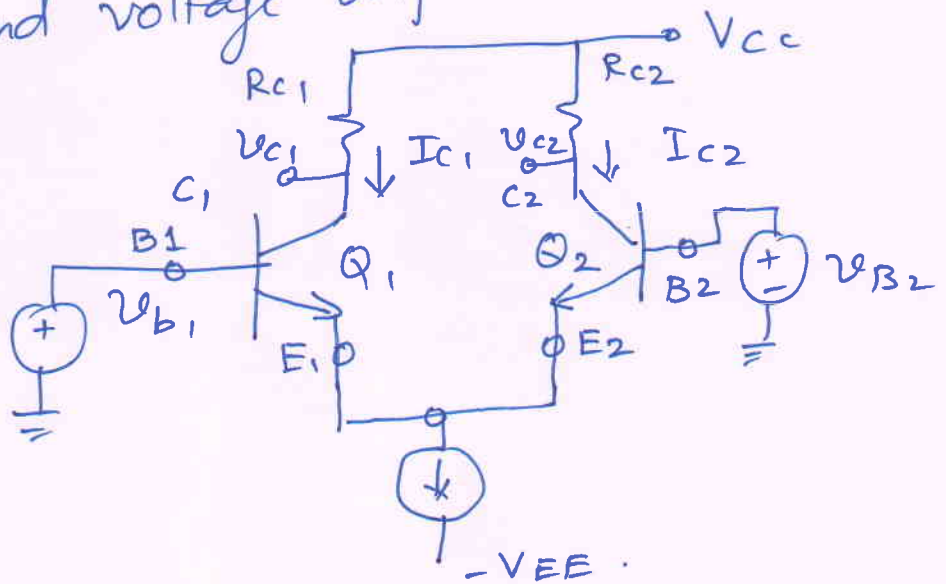 nd voltage
Vcc
Rc1
Rc2
vc1
Ic1
vc2
Ic2
C1
C2
B1
Q1
Q2
B2
vB2
vb1
+
+
-
E1
E2
-VEE.